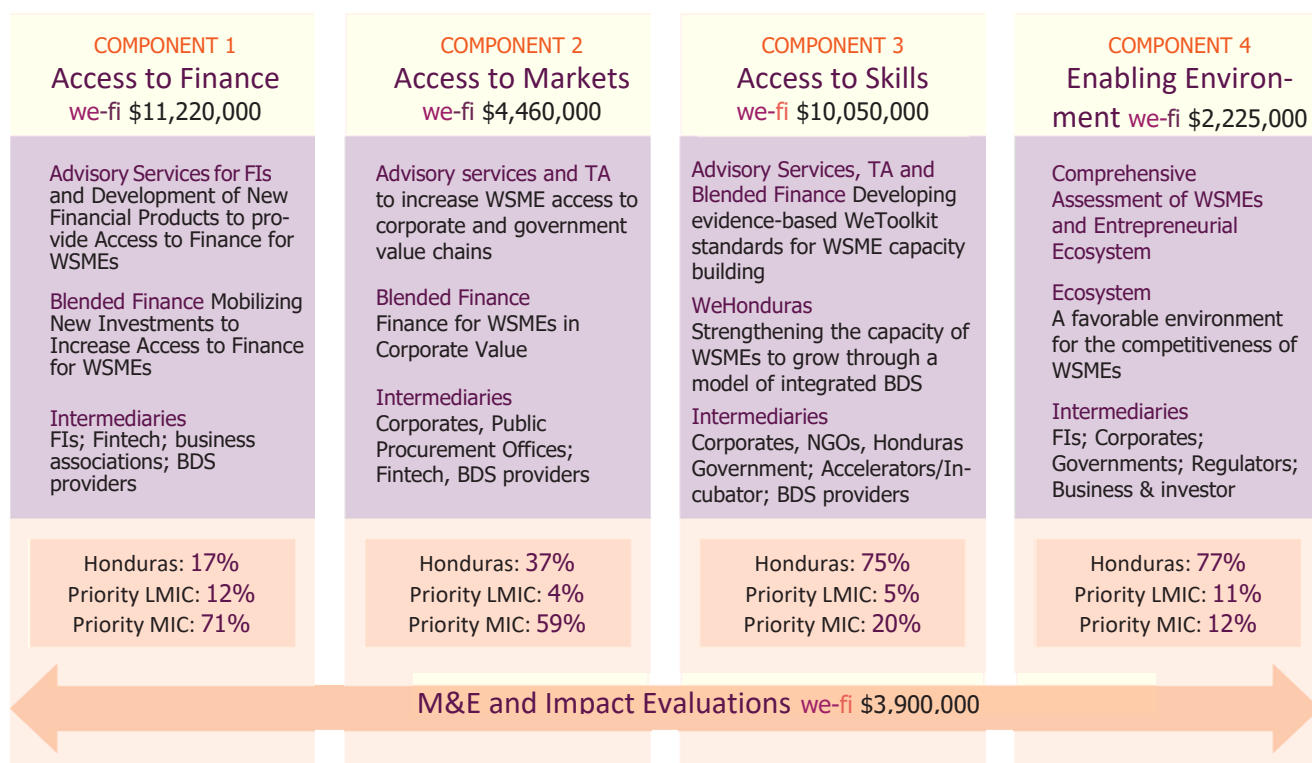 COMPONENT 1
Access to Finance
we-fi $11,220,000
Advisory Services for FIs
and Development of New
Financial Products to pro-
vide Access to Finance for
WSMEs
Blended Finance Mobilizing
New Investments to
Increase Access to Finance
for WSMEs
Intermediaries
FIs; Fintech; business
associations; BDS
providers
Honduras: 17%
Priority LMIC: 12%
Priority MIC: 71%
COMPONENT 2
Access to Markets
we-fi $4,460,000
Advisory services and TA
to increase WSME access to
corporate and government
value chains
Blended Finance
Finance for WSMEs in
Corporate Value
Intermediaries
Corporates, Public
Procurement Offices;
Fintech, BDS providers
Honduras: 37%
Priority LMIC: 4%
Priority MIC: 59%
COMPONENT 3
Access to Skills
we-fi $10,050,000
Advisory Services, TA and
Blended Finance Developing
evidence-based WeToolkit
standards for WSME capacity
building
WeHonduras
Strengthening the capacity of
WSMEs to grow through a
model of integrated BDS
Intermediaries
Corporates, NGOs, Honduras
Government; Accelerators/In-
cubator; BDS providers
Honduras: 75%
Priority LMIC: 5%
Priority MIC: 20%
COMPONENT 4
Enabling Environ-
ment we-fi $2,225,000
Comprehensive
Assessment of WSMEs
and Entrepreneurial
Ecosystem
Ecosystem
A favorable environment
for the competitiveness of
WSMEs
Intermediaries
FIs; Corporates;
Governments; Regulators;
Business & investor
Honduras: 77%
Priority LMIC: 11%
Priority MIC: 12%
M&E and Impact Evaluations we-fi $3,900,000